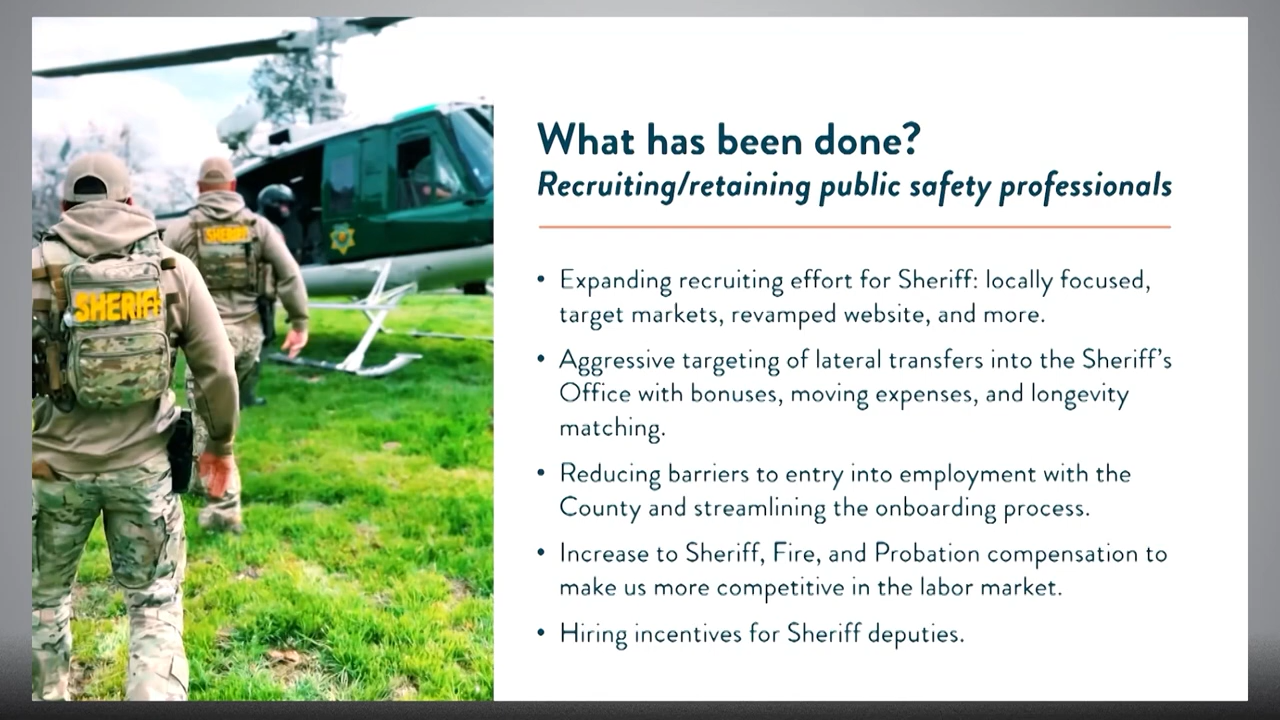 What has been done?
Recruiting/retaining public safety professionals
• Expanding recruiting effort for Sheriff: locally focused,
target markets, revamped website, and more.
• Aggressive targeting of lateral transfers into the Sheriff's
Office with bonuses, moving expenses, and longevity
matching.
• Reducing barriers to entry into employment with the
County and streamlining the onboarding process.
• Increase to Sheriff, Fire, and Probation compensation to
make us more competitive in the labor market.
• Hiring incentives for Sheriff deputies.
SHERIFF
SHERIFF